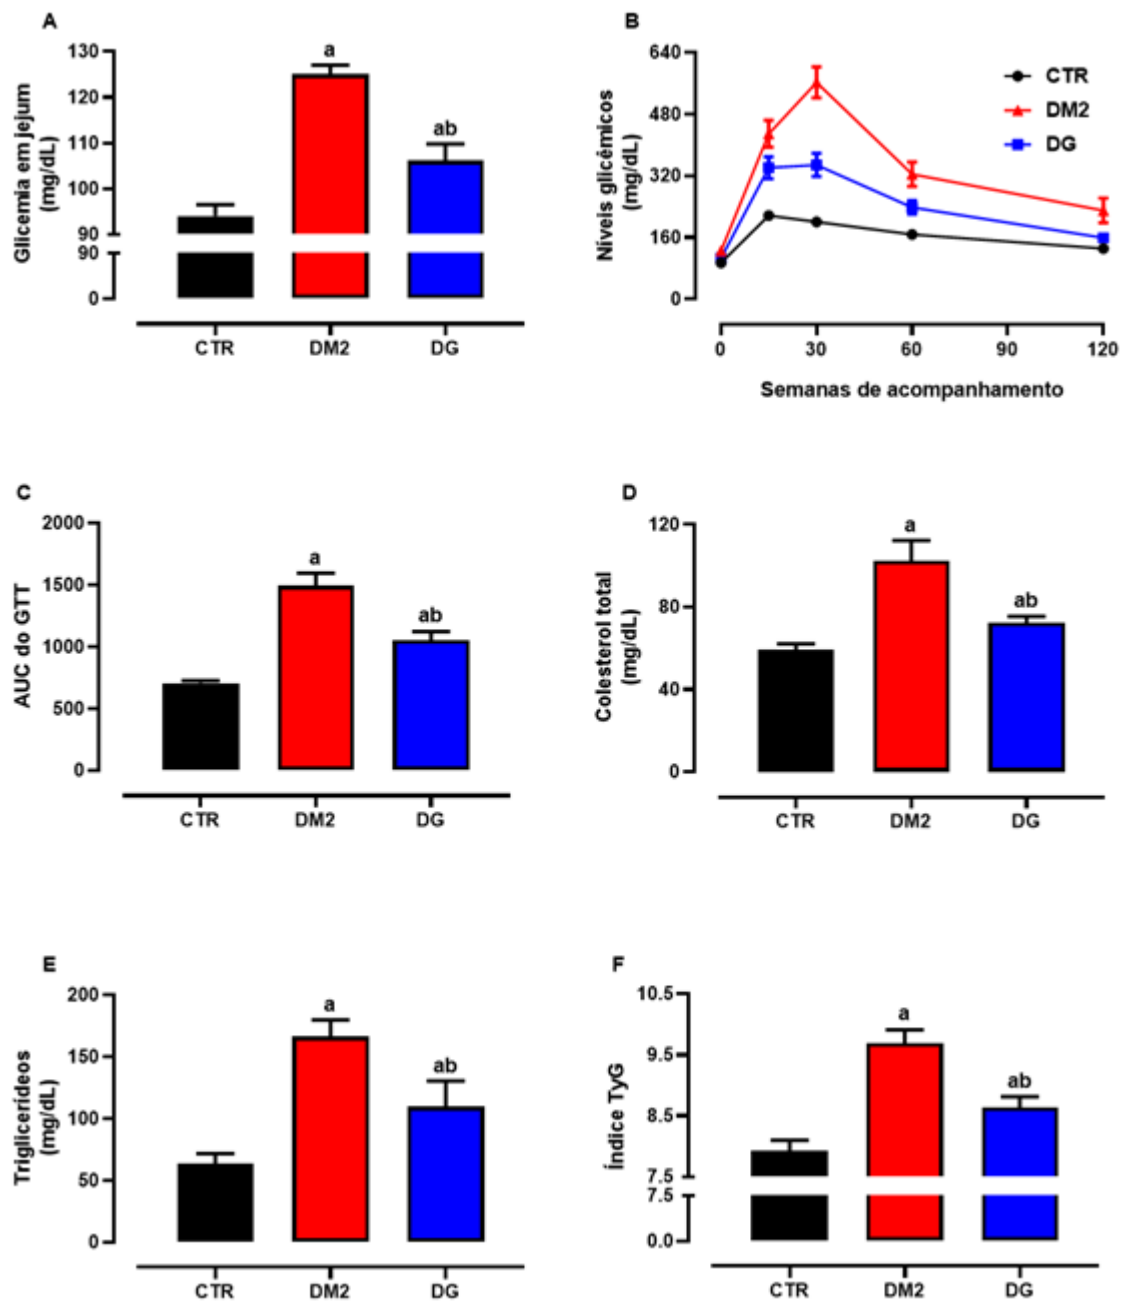 A
Glicemia em jejum
(mg/dL)
130
120
110
100
90
90
0
a
ab
CTR
DM2
DG
B
Níveis glicêmicos
(mg/dL)
640
480
320
160
0
CTR
DM2
DG
0
30
60
90
120
Semanas de acompanhamento
C
AUC do GTT
2000
1500
1000
500
0
a
ab
CTR
DM2
DG
D
Colesterol total
(mg/dL)
120
80
40
0
a
ab
CTR
DM2
DG
E
Triglicerídeos
(mg/dL)
200
150
100
50
0
a
ab
CTR
DM2
DG
F
Índice TyG
10.5
9.5
8.5
7.5
7.5
0.0
a
ab
CTR
DM2
DG